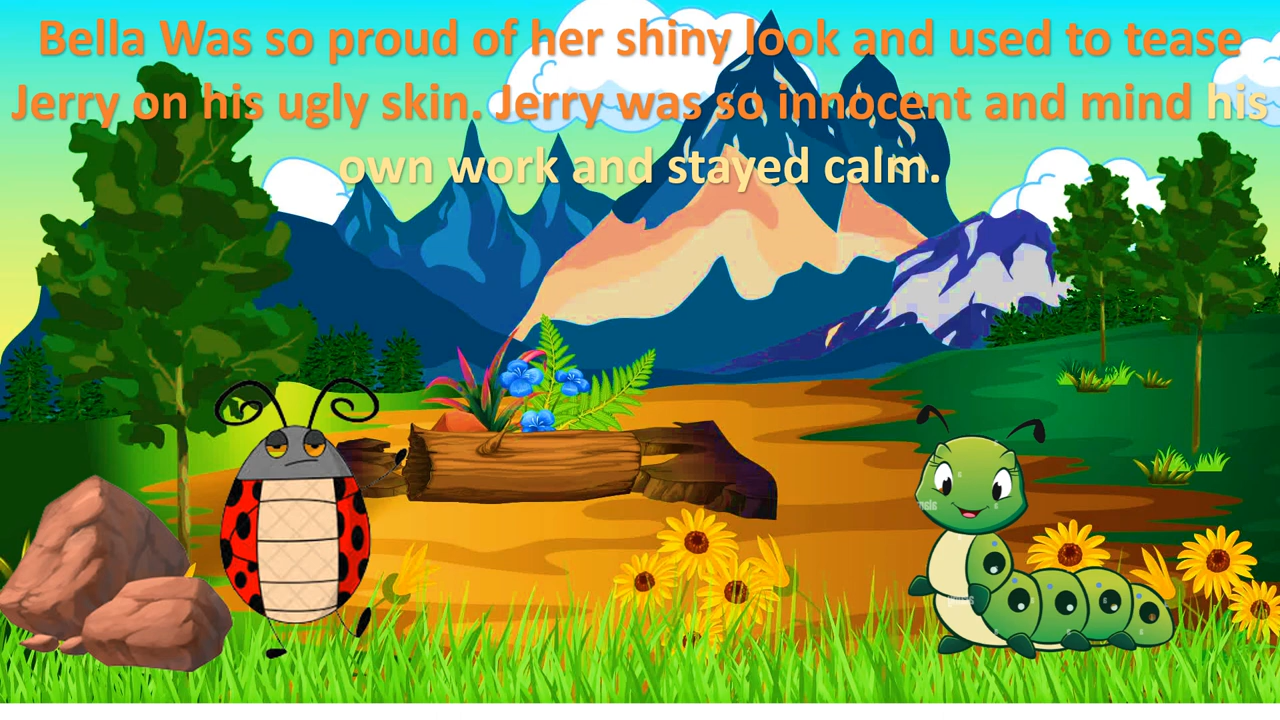 Bella Was so proud of her shiny look and used to tease
Jerry on his ugly skin. Jerry was so innocent and mind his
own work and stayed calm.